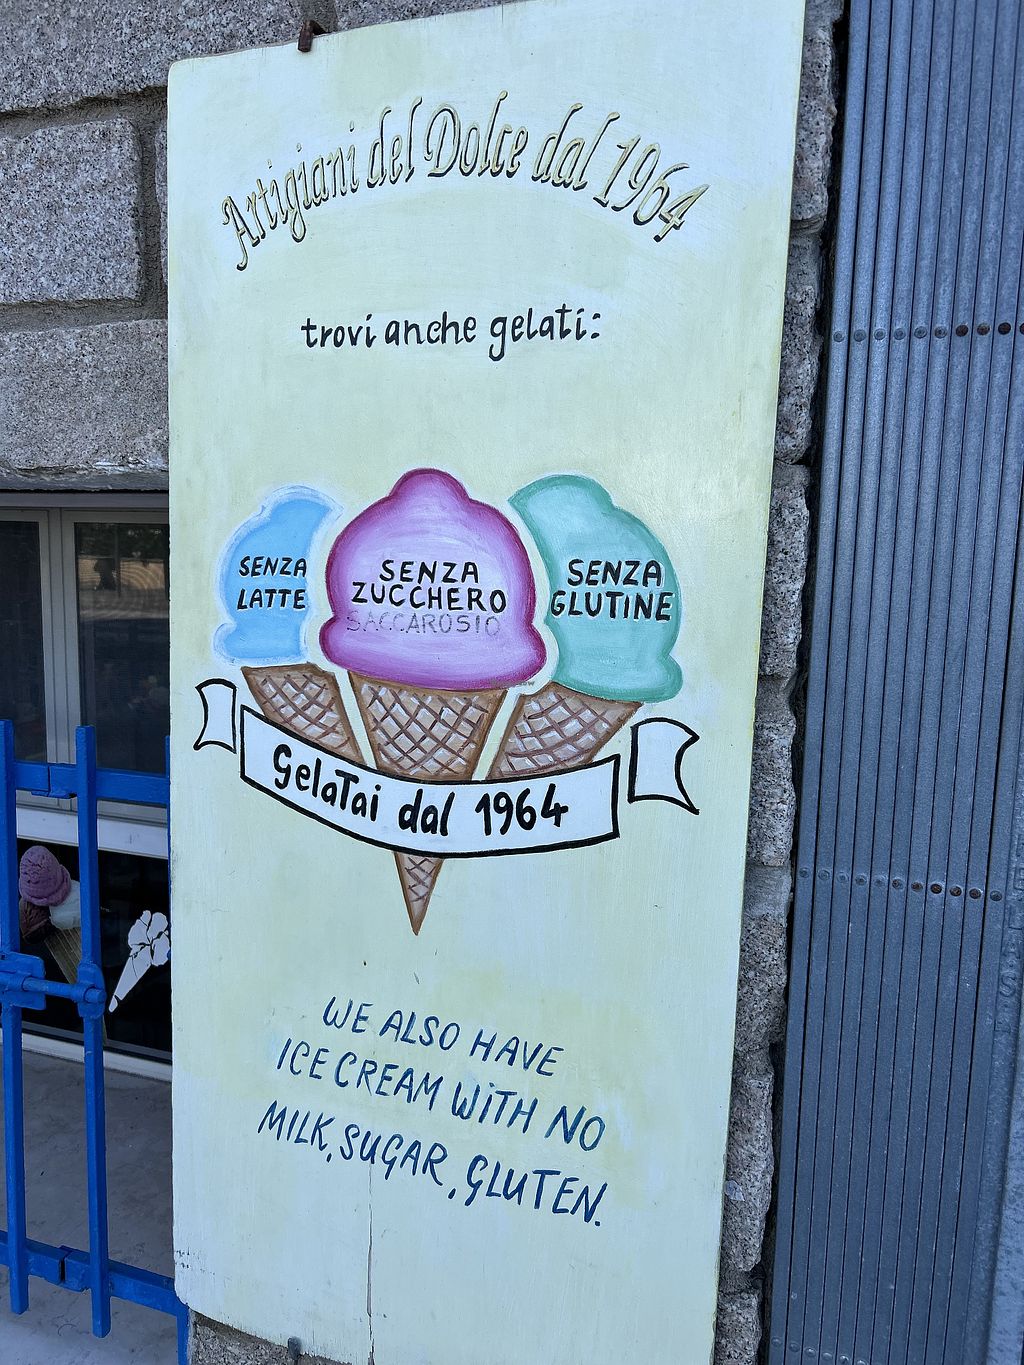 Artigiani del Dolce dal 1964
trovi anche gelati:
SENZA
LATTE
SENZA
ZUCCHERO
SACCAROSIO
SENZA
GLUTINE
GelaTai dal 1964
WE ALSO HAVE
ICE CREAM WiTH NO
MILK, SUGAR, GLUTEN.